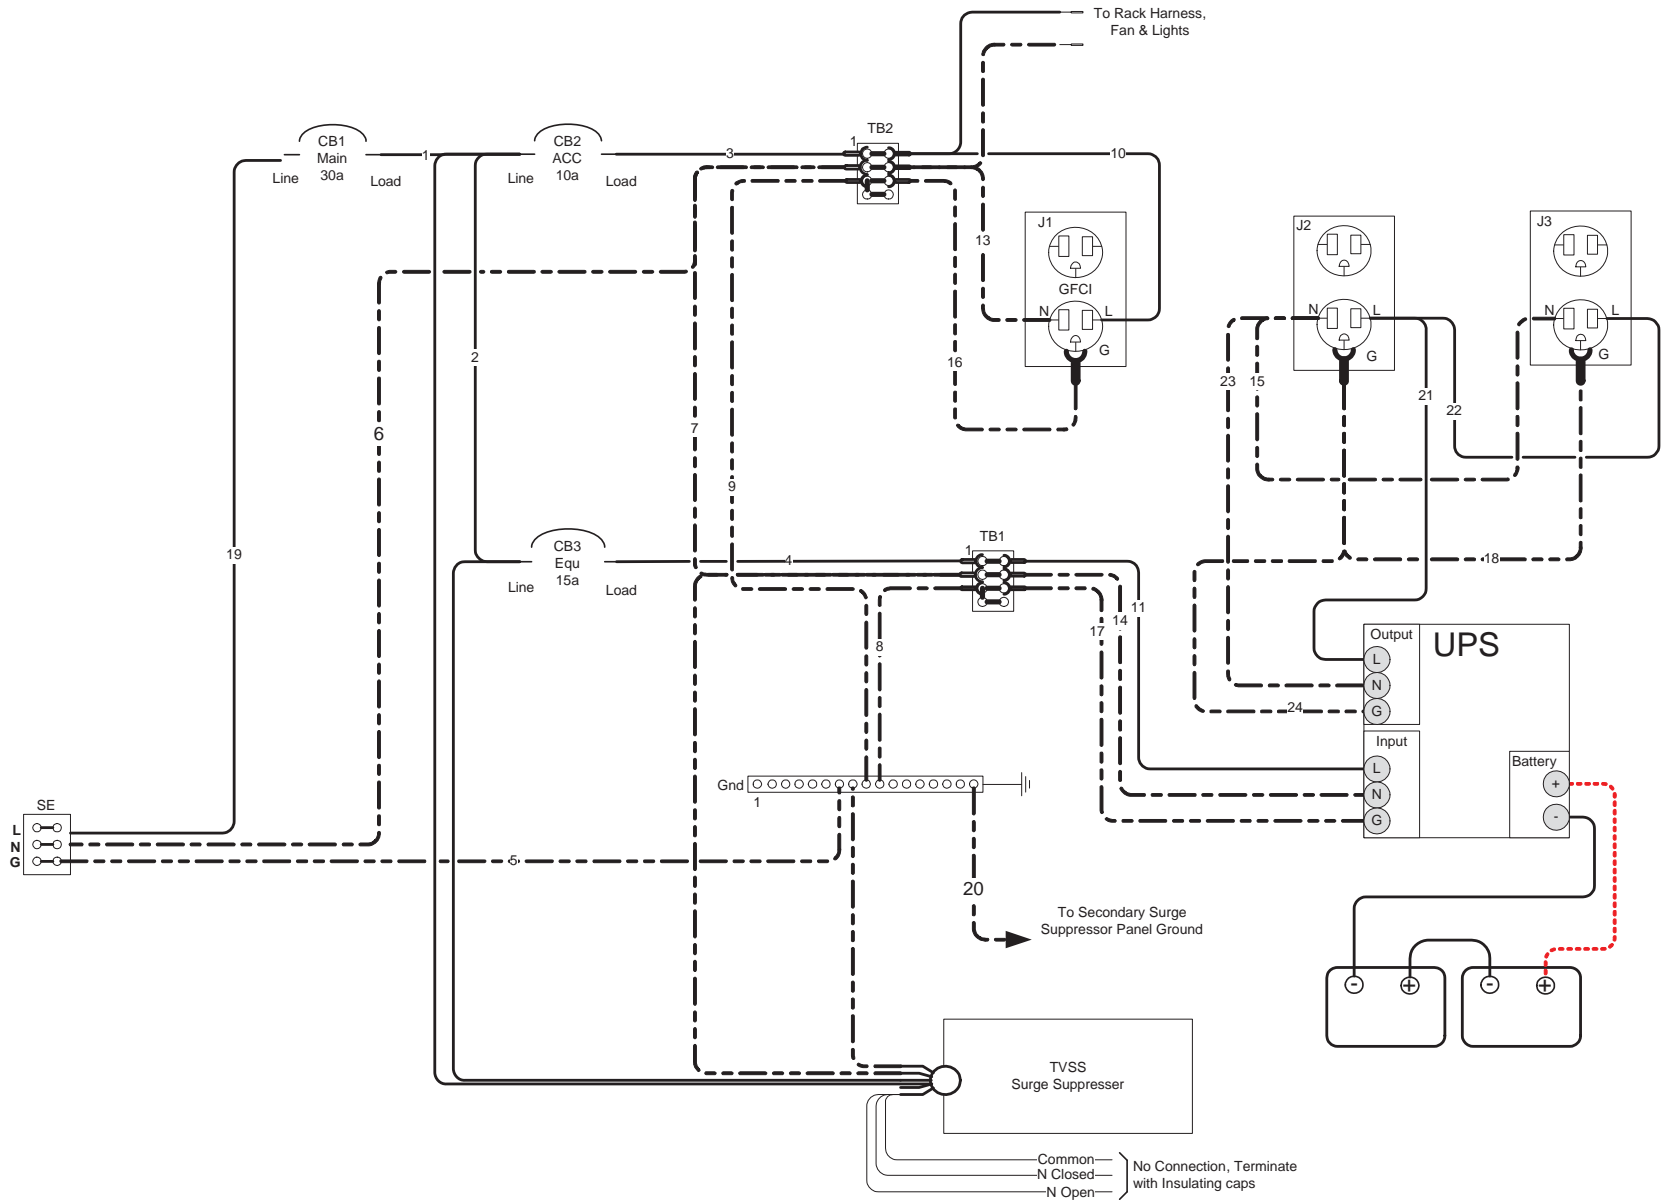 To Rack Harness,
Fan & Lights
CB1
Main
30a
Line
Load
1
CB2
ACC
10a
Line
Load
3
TB2
1
10
J1
GFCI
N
L
G
13
16
J2
N
L
G
J3
N
L
G
23
15
21
22
2
6
7
9
19
CB3
Equ
15a
Line
Load
4
TB1
1
18
11
14
17
8
UPS
Output
L
N
G
24
Input
L
N
G
Battery
+
-
Gnd
1
SE
L
N
G
5
20
To Secondary Surge
Suppressor Panel Ground
-
+
-
+
TVSS
Surge Suppresser
Common
N Closed
N Open
No Connection, Terminate
with Insulating caps